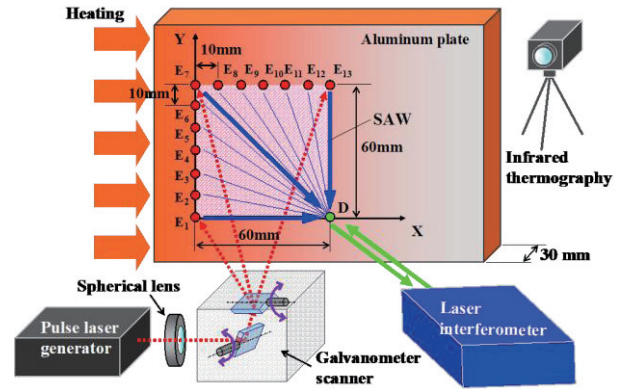 Heating
Y
10mm
Aluminum plate
E7
E8
E9
E10
E11
E12
E13
10mm
E6
E5
E4
E3
E2
E1
SAW
60mm
Infrared
thermography
D
X
60mm
30 mm
Spherical lens
Pulse laser
generator
Galvanometer
scanner
Laser
interferometer